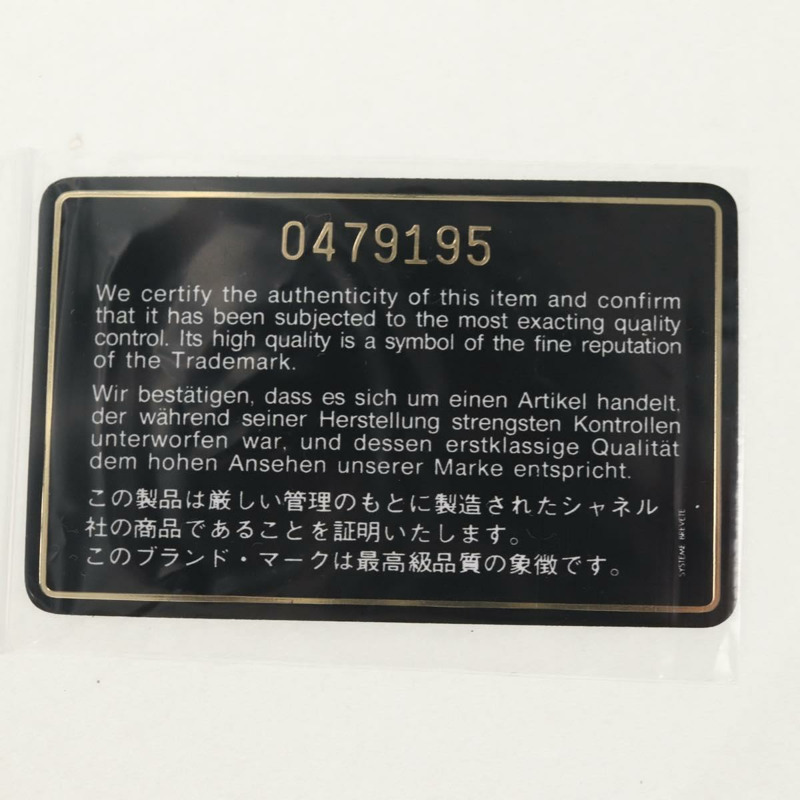 0479195
We certify the authenticity of this item and confirm
that it has been subjected to the most exacting quality
control. Its high quality is a symbol of the fine reputation
of the Trademark.
Wir bestätigen, dass es sich um einen Artikel handelt,
der während seiner Herstellung strengsten Kontrollen
unterworfen war, und dessen erstklassige Qualität
dem hohen Ansehen unserer Marke entspricht.
この製品は厳しい管理のもとに製造されたシャネル
社の商品であることを証明いたします。
このブランド・マークは最高級品質の象徴です。
SYSTEME BREVETE